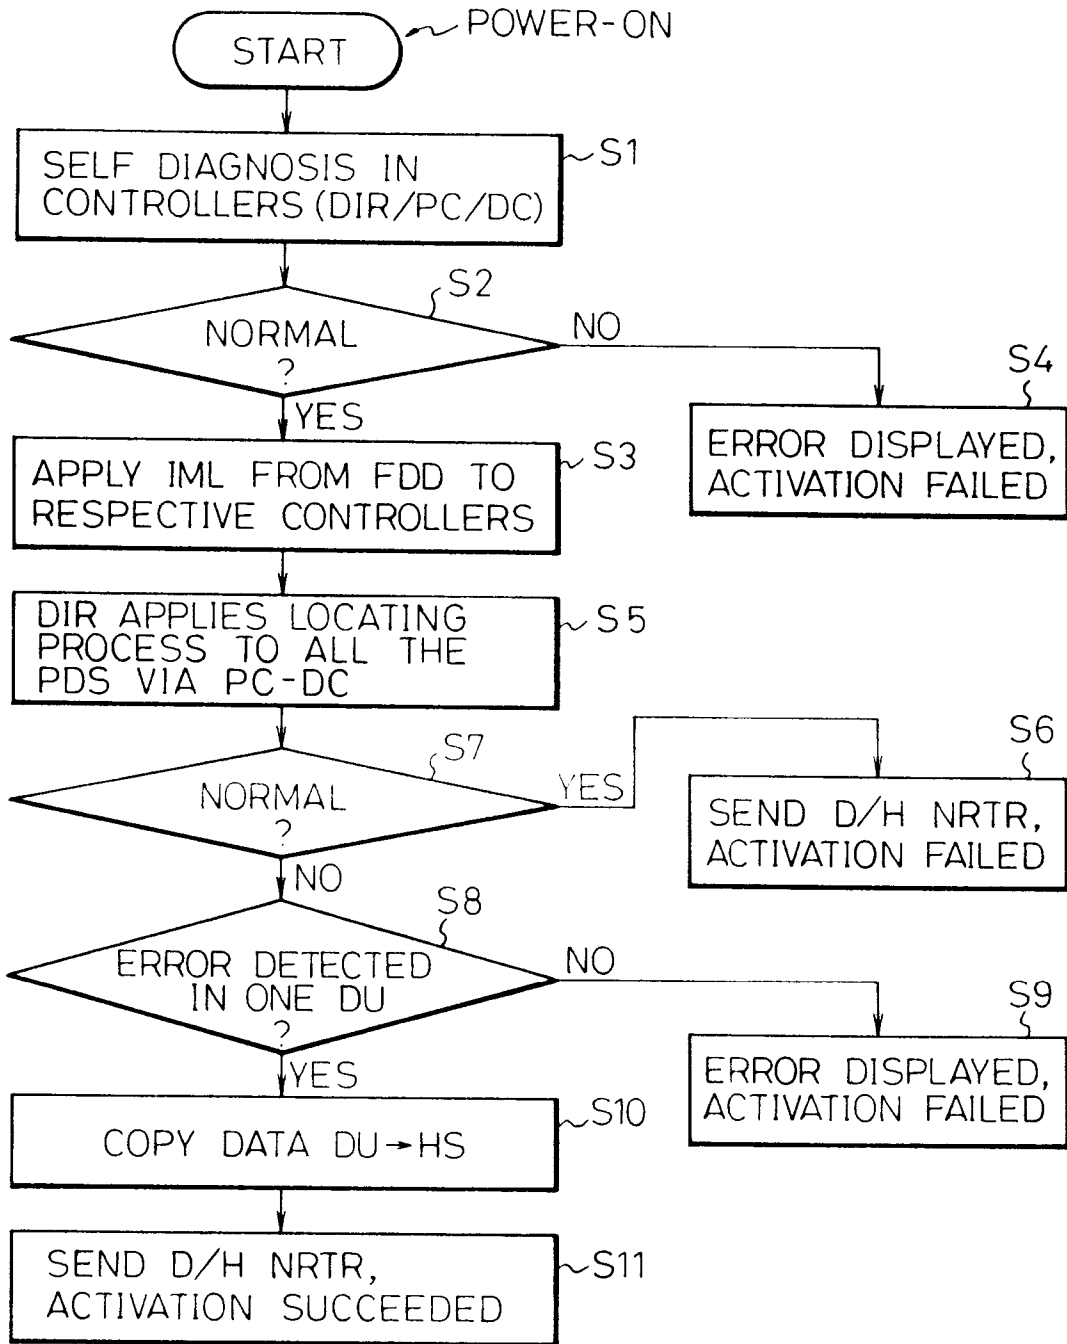 POWER-ON
START
S1
SELF DIAGNOSIS IN
CONTROLLERS (DIR/PC/DC)
S2
NORMAL
?
NO
YES
S4
ERROR DISPLAYED,
ACTIVATION FAILED
S3
APPLY IML FROM FDD TO
RESPECTIVE CONTROLLERS
S5
DIR APPLIES LOCATING
PROCESS TO ALL THE
PDS VIA PC-DC
S7
NORMAL
?
YES
NO
S6
SEND D/H NRTR,
ACTIVATION FAILED
S8
ERROR DETECTED
IN ONE DU
?
NO
YES
S9
ERROR DISPLAYED,
ACTIVATION FAILED
S10
COPY DATA DU→HS
S11
SEND D/H NRTR,
ACTIVATION SUCCEEDED